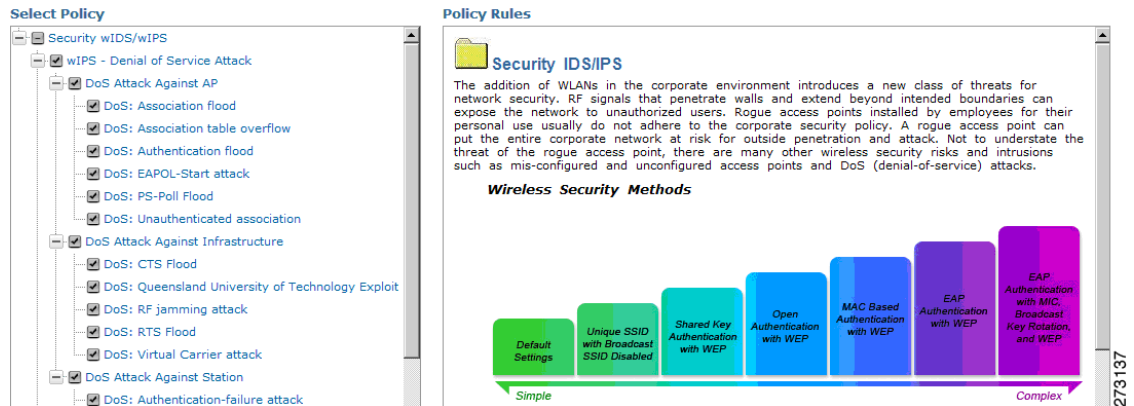 Select Policy
Security wIDS/wIPS
wIPS - Denial of Service Attack
DoS Attack Against AP
DoS: Association flood
DoS: Association table overflow
DoS: Authentication flood
DoS: EAPOL-Start attack
DoS: PS-Poll Flood
DoS: Unauthenticated association
DoS Attack Against Infrastructure
DoS: CTS Flood
DoS: Queensland University of Technology Exploit
DoS: RF jamming attack
DoS: RTS Flood
DoS: Virtual Carrier attack
DoS Attack Against Station
DoS: Authentication-failure attack
Policy Rules
Security IDS/IPS
The addition of WLANs in the corporate environment introduces a new class of threats for
network security. RF signals that penetrate walls and extend beyond intended boundaries can
expose the network to unauthorized users. Rogue access points installed by employees for their
personal use usually do not adhere to the corporate security policy. A rogue access point can
put the entire corporate network at risk for outside penetration and attack. Not to understate the
threat of the rogue access point, there are many other wireless security risks and intrusions
such as mis-configured and unconfigured access points and DoS (denial-of-service) attacks.
Wireless Security Methods
Default
Settings
Unique SSID
with Broadcast
SSID Disabled
Shared Key
Authentication
with WEP
Open
Authentication
with WEP
MAC Based
Authentication
with WEP
EAP
Authentication
with WEP
EAP
Authentication
with MIC,
Broadcast
Key Rotation,
and WEP
Simple
Complex
273137